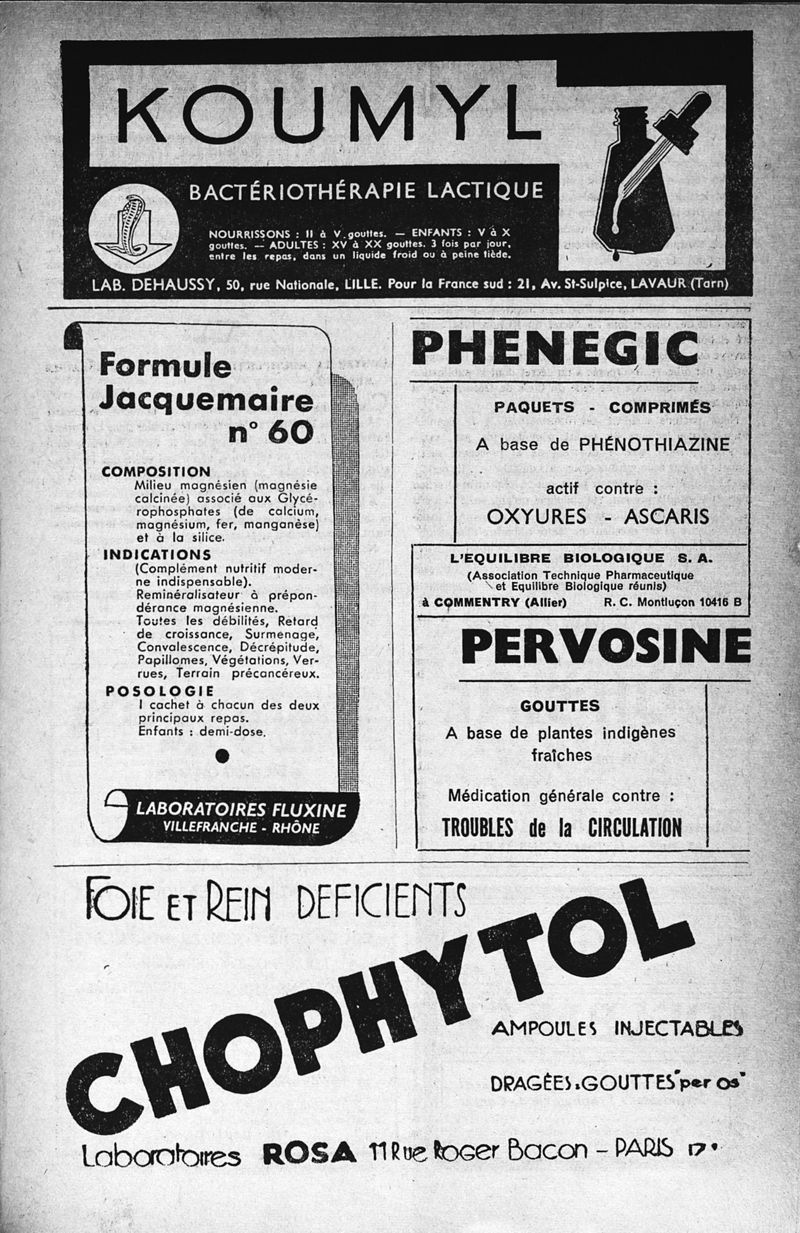 KOUMYL
BACTÉRIOTHÉRAPIE LACTIQUE
NOURRISSONS : II à V gouttes. — ENFANTS : V à X
gouttes. — ADULTES : XV à XX gouttes. 3 fois par jour,
entre les repas, dans un liquide froid ou à peine tiède.
LAB. DEHAUSSY, 50, rue Nationale, LILLE. Pour la France sud : 21, Av. St-Sulpice, LAVAUR (Tarn)
Formule
Jacquemaire
n° 60
COMPOSITION
Milieu magnésien (magnésie
calcinée) associé aux Glycé-
rophosphates (de calcium,
magnésium, fer, manganèse)
et à la silice.
INDICATIONS
(Complément nutritif moder-
ne indispensable).
Reminéralisateur à prépon-
dérance magnésienne.
Toutes les débilités, Retard
de croissance, Surmenage,
Convalescence, Décrépitude,
Papillomes, Végétations, Ver-
rues, Terrain précancéreux.
POSOLOGIE
1 cachet à chacun des deux
principaux repas.
Enfants : demi-dose.
LABORATOIRES FLUXINE
VILLEFRANCHE - RHÔNE
PHENEGIC
PAQUETS - COMPRIMÉS
A base de PHÉNOTHIAZINE
actif contre :
OXYURES - ASCARIS
L'EQUILIBRE BIOLOGIQUE S. A.
(Association Technique Pharmaceutique
et Equilibre Biologique réunis)
à COMMENTRY (Allier) R. C. Montluçon 10416 B
PERVOSINE
GOUTTES
A base de plantes indigènes
fraîches
Médication générale contre :
TROUBLES de la CIRCULATION
FOIE ET REIN DEFICIENTS
CHOPHYTOL
AMPOULES INJECTABLES
DRAGÉES.GOUTTES "per os"
Laboratoires ROSA 11 Rue Roger Bacon - PARIS 17e